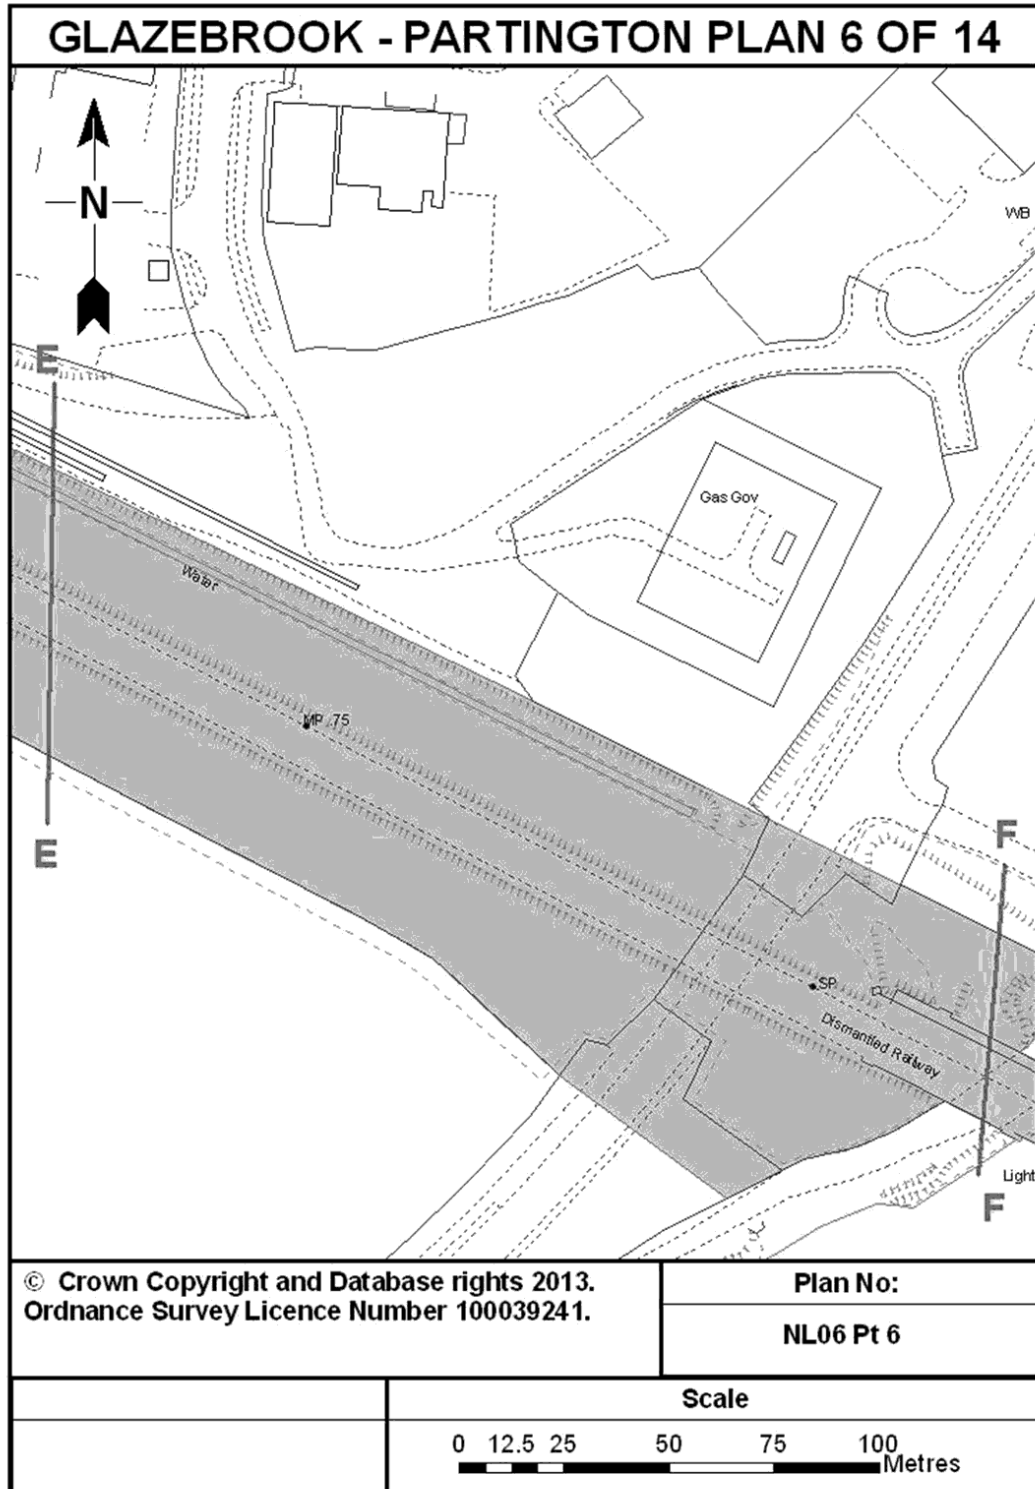 GLAZEBROOK - PARTINGTON PLAN 6 OF 14
N
WB
E
Gas Gov
Water
MP .75
F
E
SP
Dismantled Railway
Light
F
© Crown Copyright and Database rights 2013.
Ordnance Survey Licence Number 100039241.
Plan No:
NL06 Pt 6
Scale
0 12.5 25 50 75 100
Metres